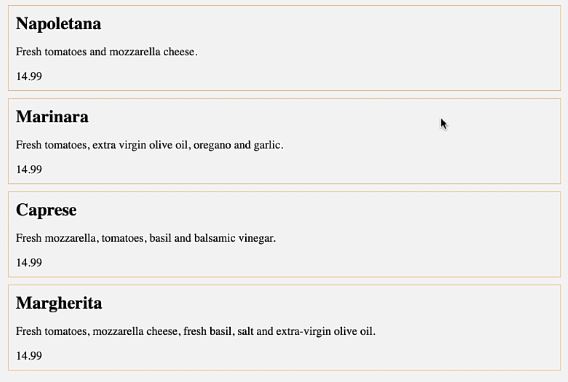 Napoletana
Fresh tomatoes and mozzarella cheese.
14.99
Marinara
Fresh tomatoes, extra virgin olive oil, oregano and garlic.
14.99
Caprese
Fresh mozzarella, tomatoes, basil and balsamic vinegar.
14.99
Margherita
Fresh tomatoes, mozzarella cheese, fresh basil, salt and extra-virgin olive oil.
14.99